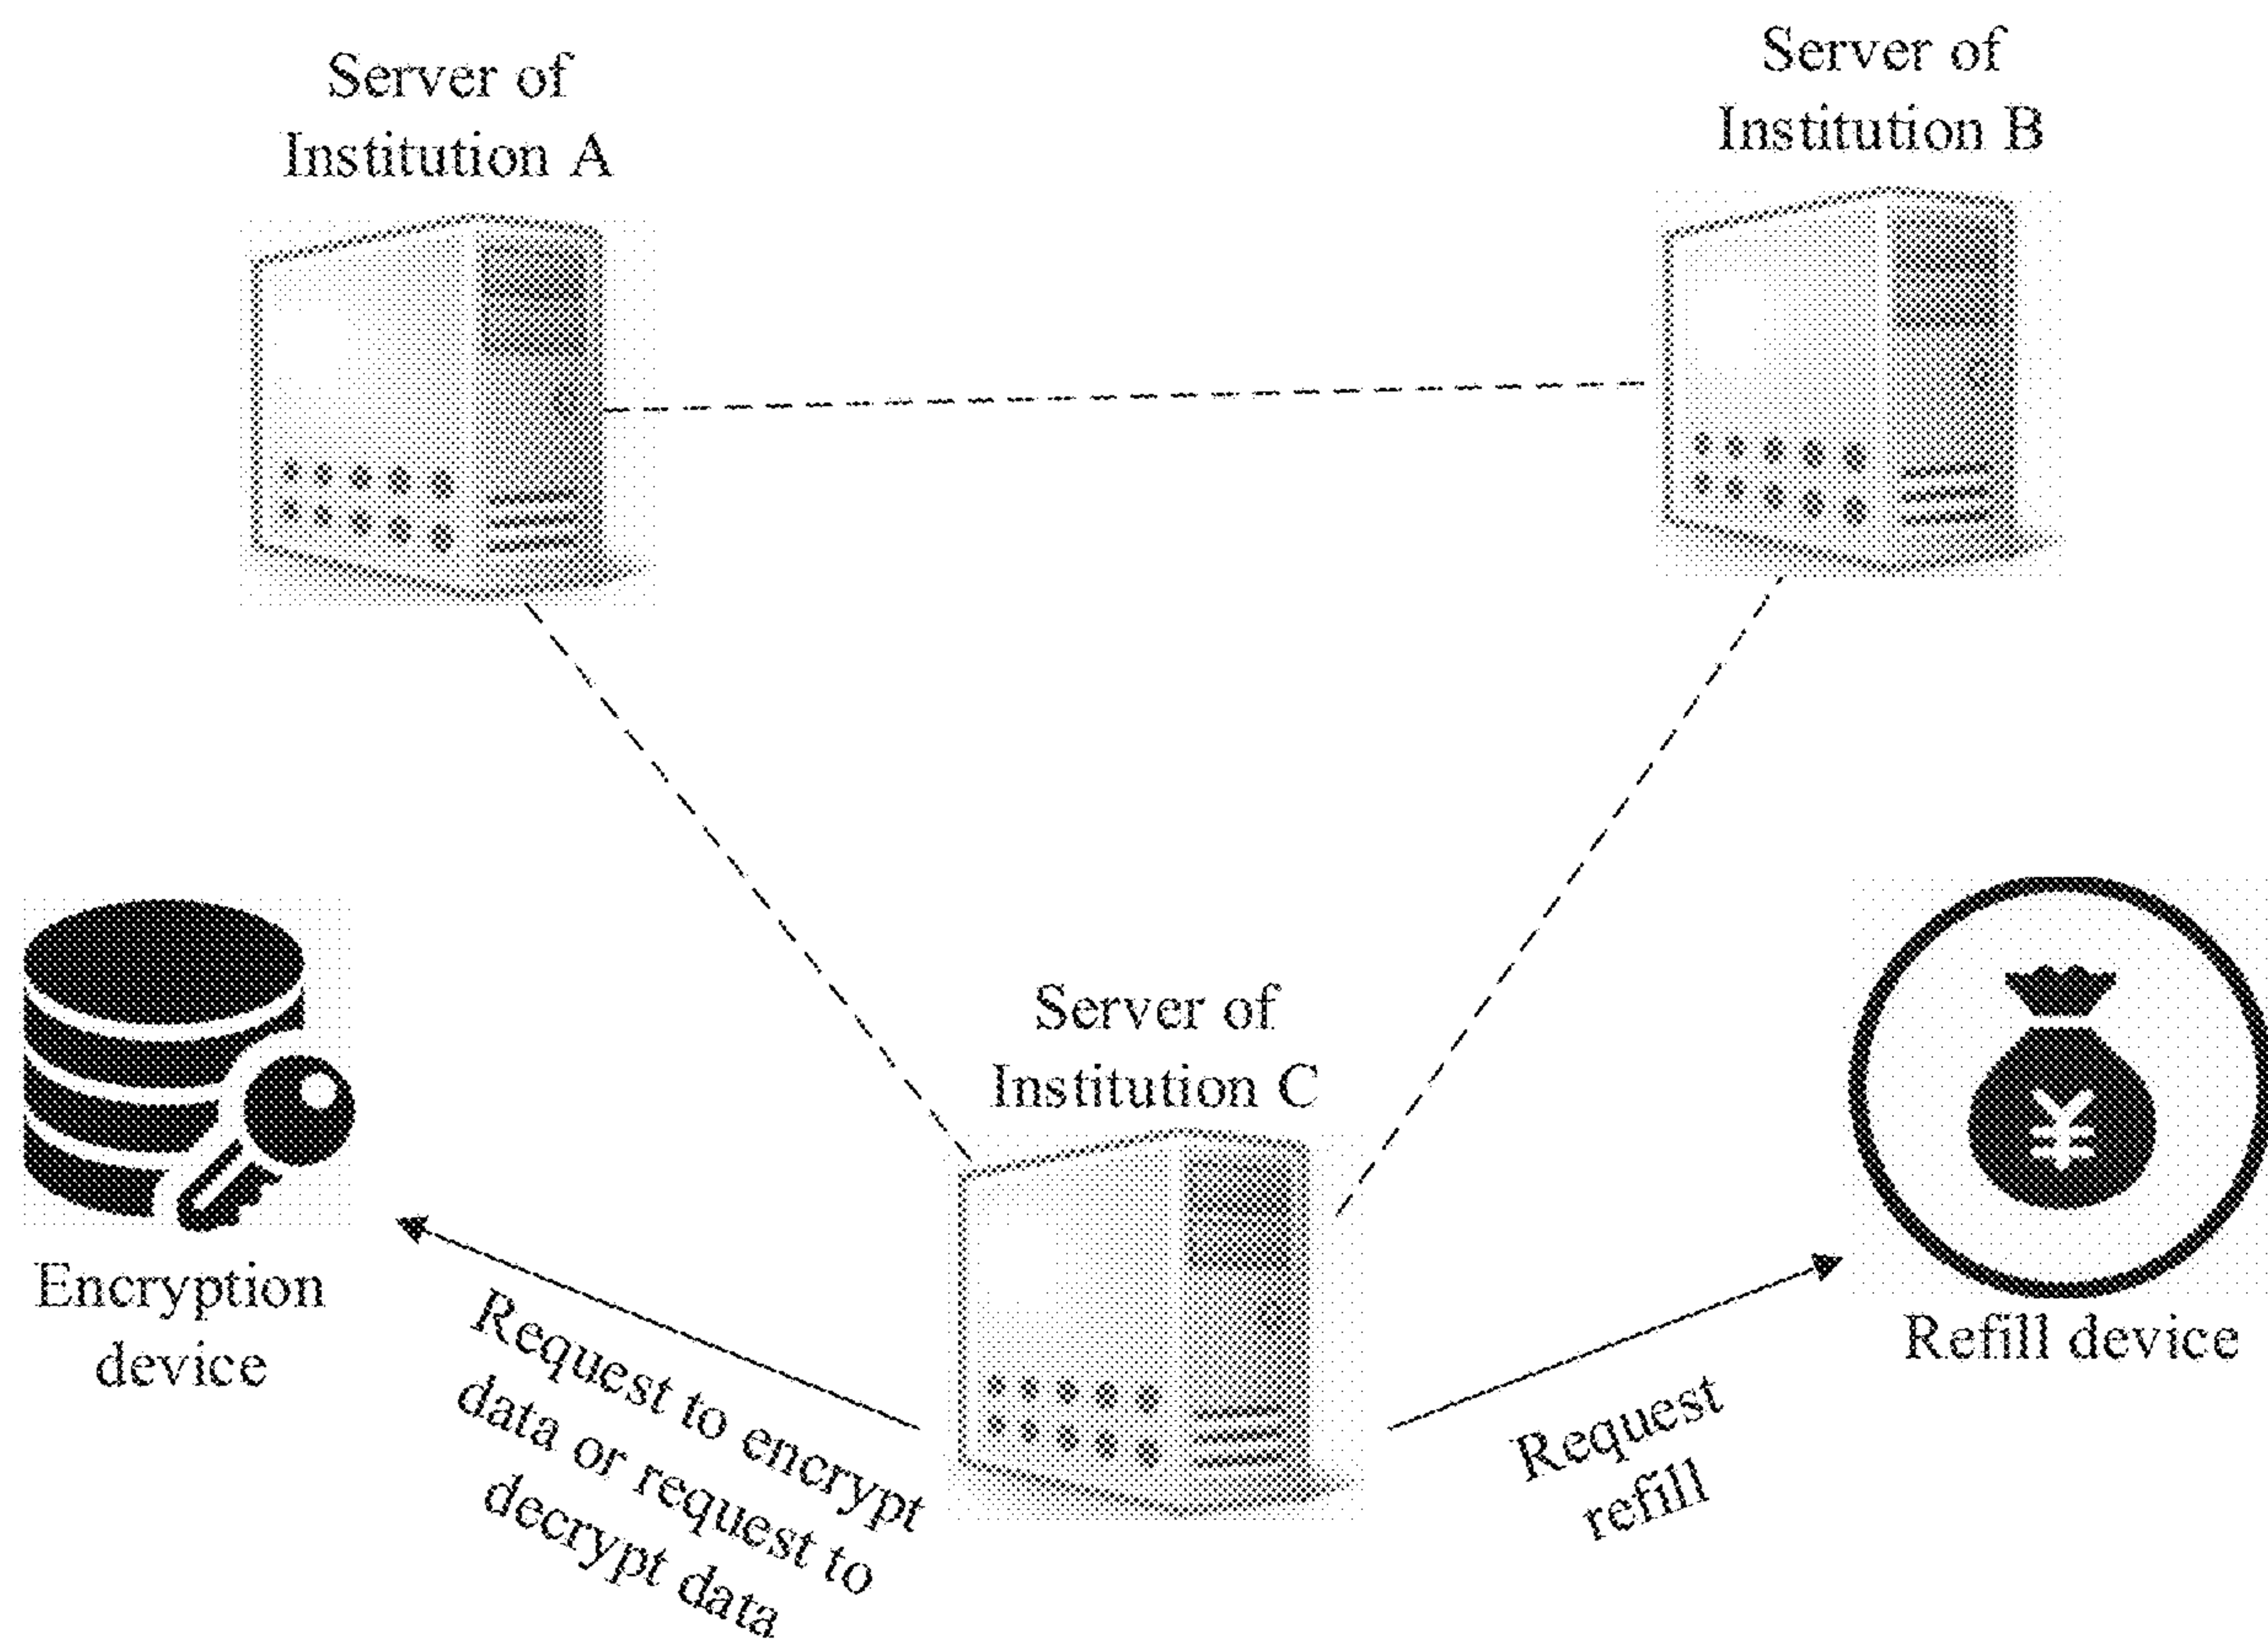 Server of
Institution A
Server of
Institution B
Server of
Institution C
Encryption
device
Request to encrypt
data or request to
decrypt data
¥
Refill device
Request
refill